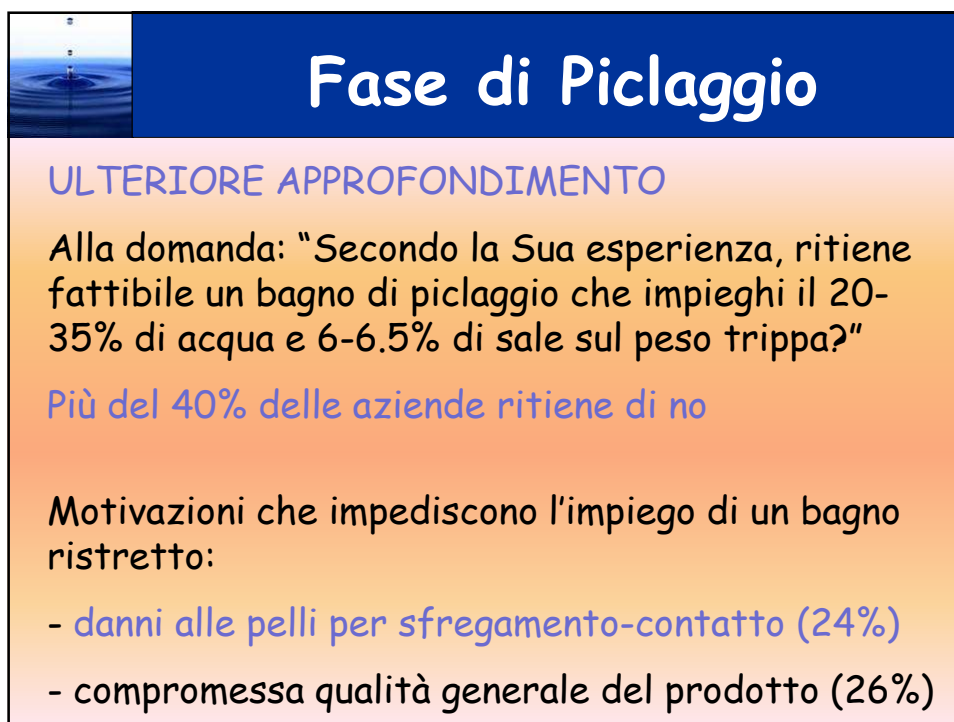 Fase di Piclaggio
ULTERIORE APPROFONDIMENTO
Alla domanda: “Secondo la Sua esperienza, ritiene
fattibile un bagno di piclaggio che impieghi il 20-
35% di acqua e 6-6.5% di sale sul peso trippa?”
Più del 40% delle aziende ritiene di no
Motivazioni che impediscono l’impiego di un bagno
ristretto:
- danni alle pelli per sfregamento-contatto (24%)
- compromessa qualità generale del prodotto (26%)